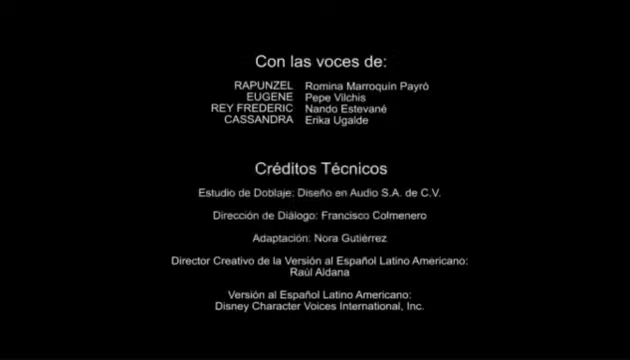 Con las voces de:
RAPUNZEL Romina Marroquín Payró
EUGENE Pepe Vilchis
REY FREDERIC Nando Estevané
CASSANDRA Erika Ugalde
Créditos Técnicos
Estudio de Doblaje: Diseño en Audio S.A. de C.V.
Dirección de Diálogo: Francisco Colmenero
Adaptación: Nora Gutiérrez
Director Creativo de la Versión al Español Latino Americano:
Raúl Aldana
Versión al Español Latino Americano:
Disney Character Voices International, Inc.